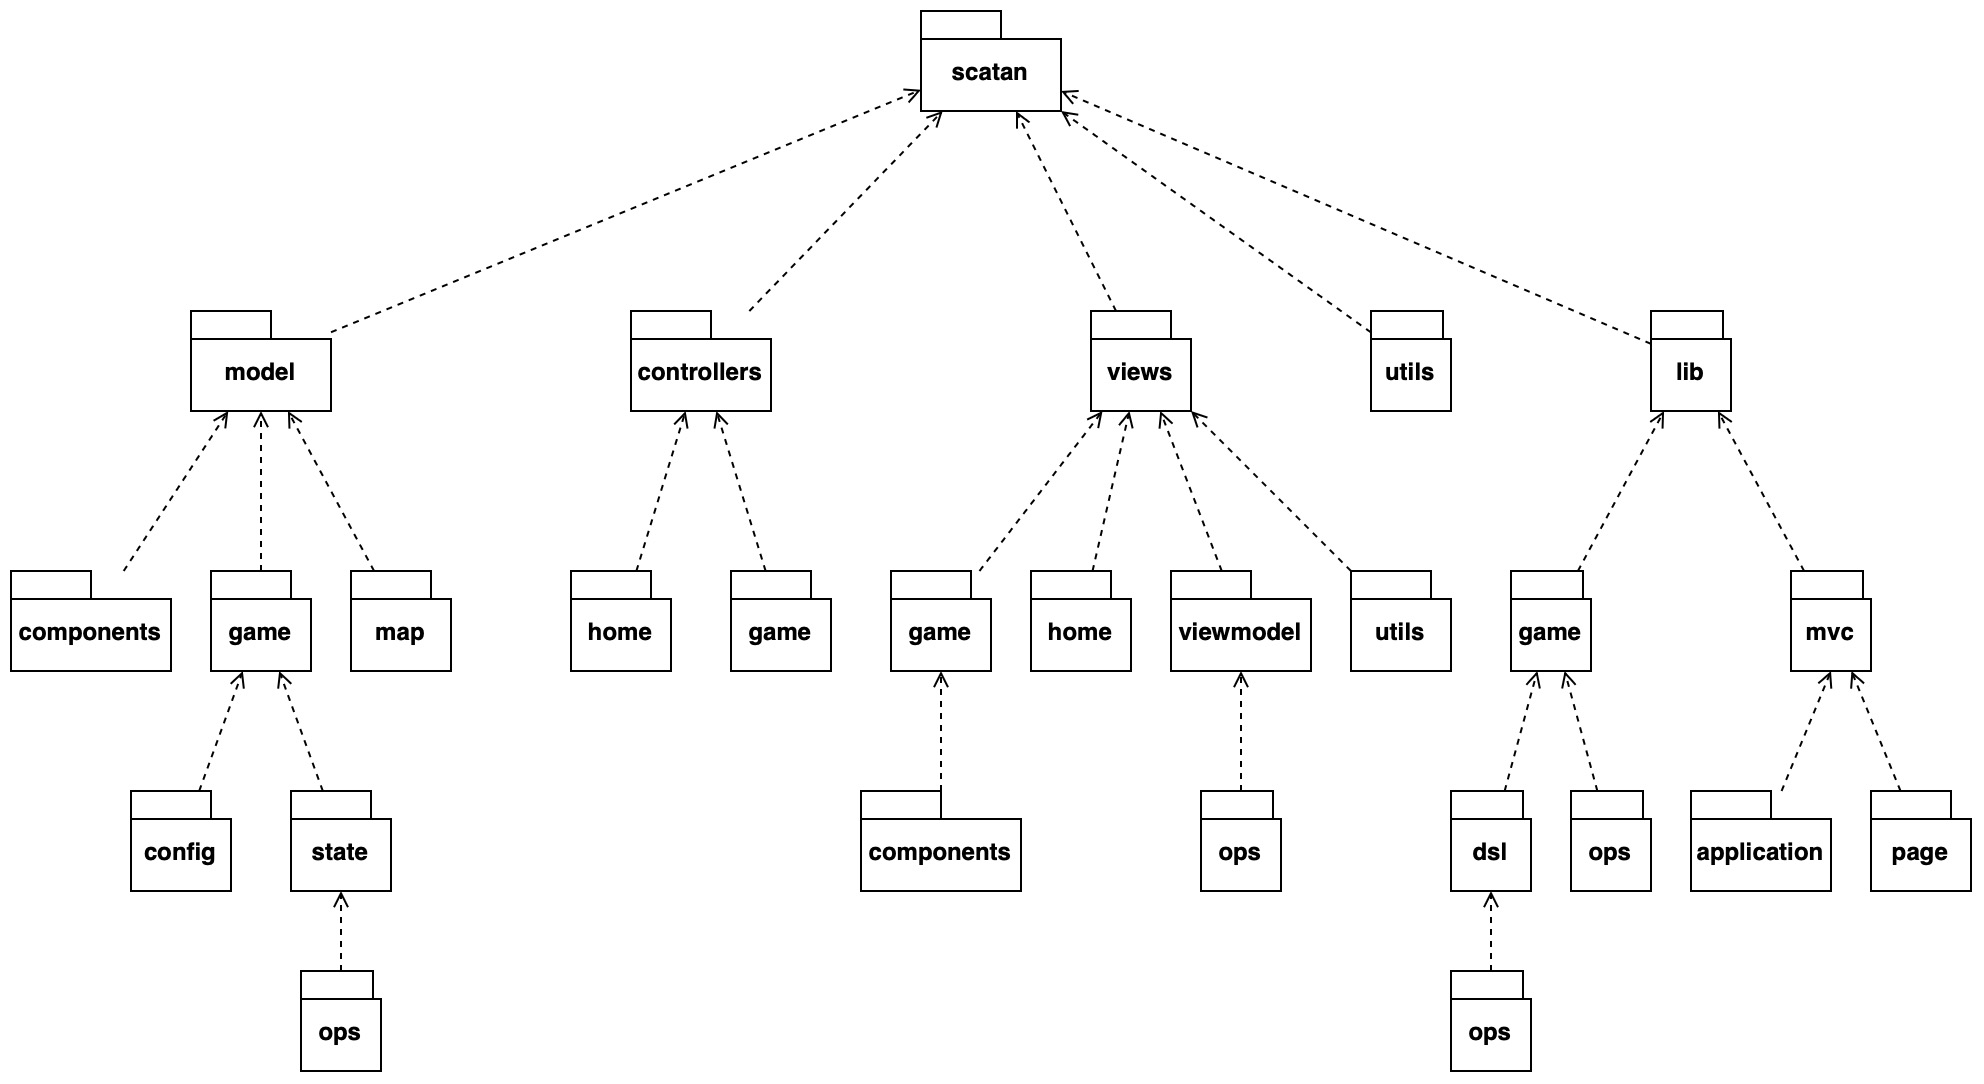 scatan
model
controllers
views
utils
lib
components
game
map
home
game
game
home
viewmodel
utils
game
mvc
config
state
components
ops
dsl
ops
application
page
ops
ops